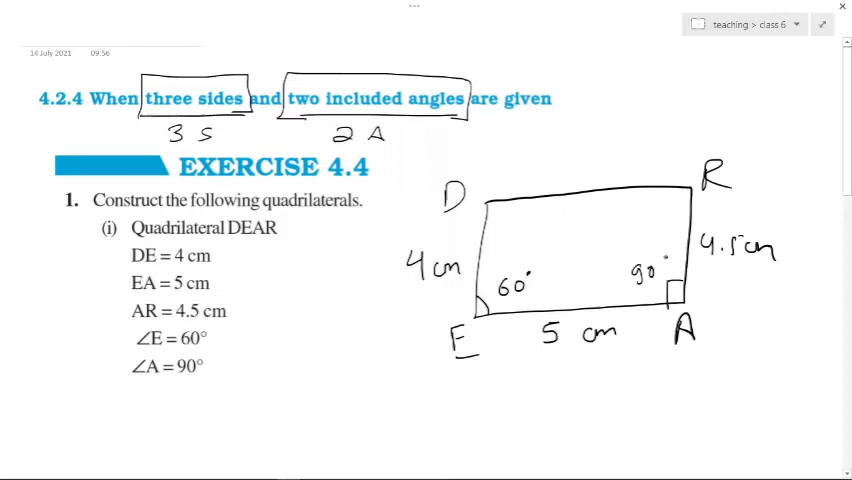 ...
teaching > class 6
14 July 2021 09:56
4.2.4 When three sides and two included angles are given
3 S 2 A
EXERCISE 4.4
1. Construct the following quadrilaterals.
(i) Quadrilateral DEAR
DE = 4 cm
EA = 5 cm
AR = 4.5 cm
∠E = 60°
∠A = 90°
D R
4 cm 60° 90° 4.5 cm
E 5 cm A